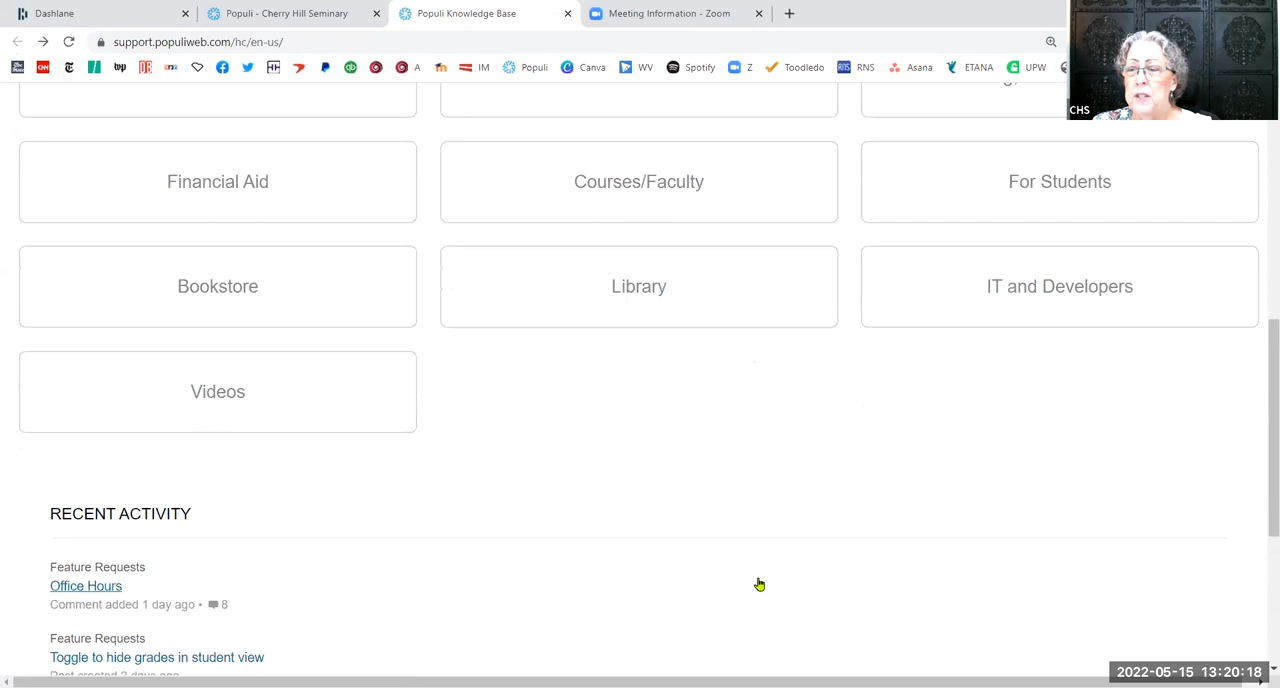 Dashlane
Populi - Cherry Hill Seminary
Populi Knowledge Base
Meeting Information - Zoom
support.populiweb.com/hc/en-us/
CNN
wp
A
IM
Populi
Canva
WV
Spotify
Z
Toodledo
RNS
RNS
Asana
ETANA
UPW
CHS
Financial Aid
Courses/Faculty
For Students
Bookstore
Library
IT and Developers
Videos
RECENT ACTIVITY
Feature Requests
Office Hours
Comment added 1 day ago • 8
Feature Requests
Toggle to hide grades in student view
2022-05-15 13:20:18